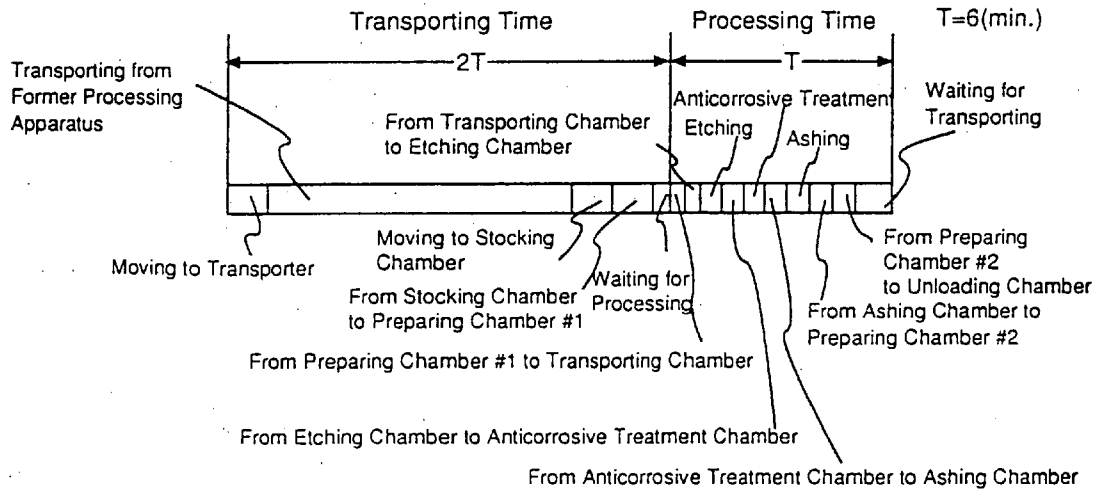 Transporting Time
Processing Time
T=6(min.)
2T
T
Transporting from
Former Processing
Apparatus
From Transporting Chamber
to Etching Chamber
Anticorrosive Treatment
Etching
Ashing
Waiting for
Transporting
Moving to Transporter
Moving to Stocking
Chamber
From Stocking Chamber
to Preparing Chamber #1
Waiting for
Processing
From Preparing
Chamber #2
to Unloading Chamber
From Ashing Chamber to
Preparing Chamber #2
From Preparing Chamber #1 to Transporting Chamber
From Etching Chamber to Anticorrosive Treatment Chamber
From Anticorrosive Treatment Chamber to Ashing Chamber